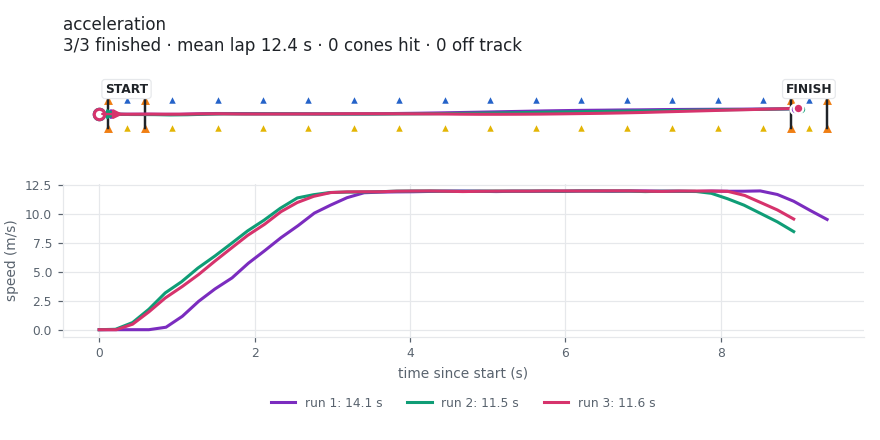 acceleration
3/3 finished · mean lap 12.4 s · 0 cones hit · 0 off track
START
FINISH
12.5
10.0
7.5
5.0
2.5
0.0
speed (m/s)
0 2 4 6 8
time since start (s)
run 1: 14.1 s run 2: 11.5 s run 3: 11.6 s